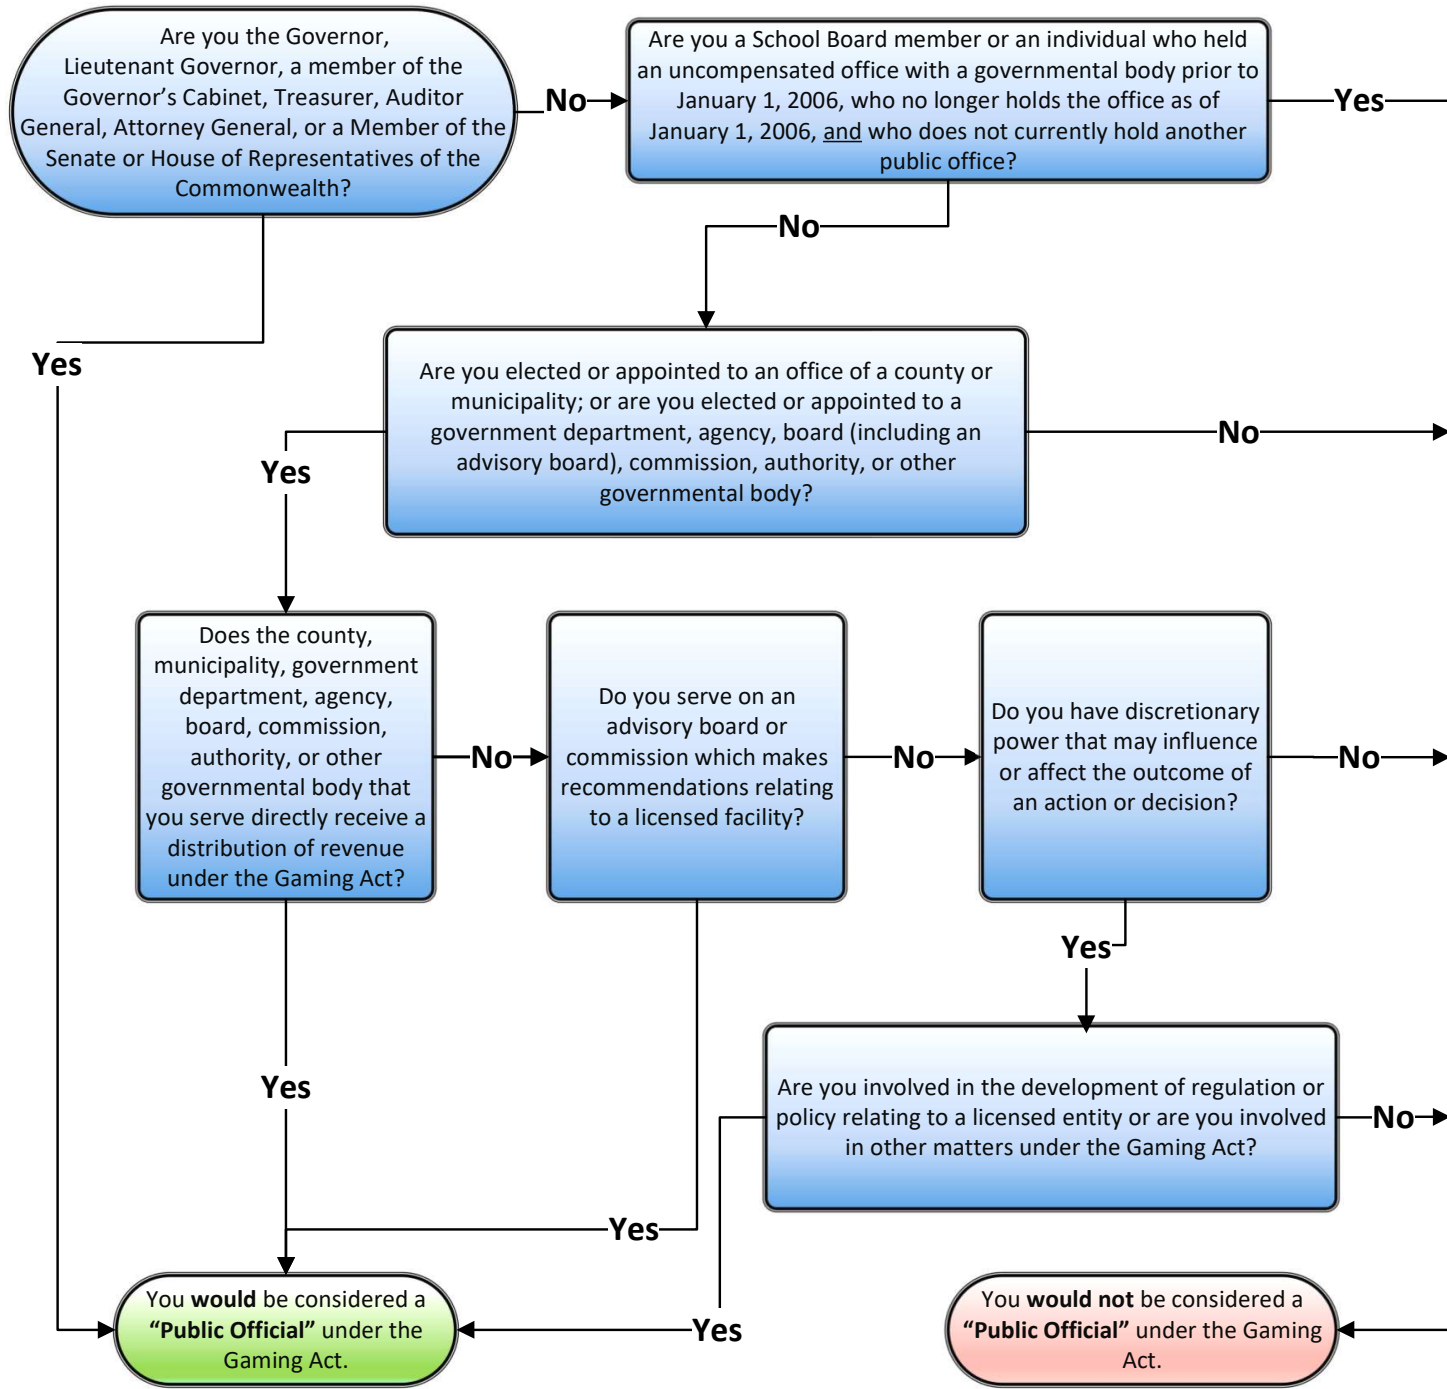 Are you the Governor,
Lieutenant Governor, a member of the
Governor’s Cabinet, Treasurer, Auditor
General, Attorney General, or a Member of the
Senate or House of Representatives of the
Commonwealth?
No
Are you a School Board member or an individual who held
an uncompensated office with a governmental body prior to
January 1, 2006, who no longer holds the office as of
January 1, 2006, and who does not currently hold another
public office?
Yes
No
Yes
Are you elected or appointed to an office of a county or
municipality; or are you elected or appointed to a
government department, agency, board (including an
advisory board), commission, authority, or other
governmental body?
No
Yes
Does the county,
municipality, government
department, agency,
board, commission,
authority, or other
governmental body that
you serve directly receive a
distribution of revenue
under the Gaming Act?
No
Do you serve on an
advisory board or
commission which makes
recommendations relating
to a licensed facility?
No
Do you have discretionary
power that may influence
or affect the outcome of
an action or decision?
No
Yes
Yes
Are you involved in the development of regulation or
policy relating to a licensed entity or are you involved
in other matters under the Gaming Act?
No
Yes
You would be considered a
“Public Official” under the
Gaming Act.
Yes
You would not be considered a
“Public Official” under the Gaming
Act.